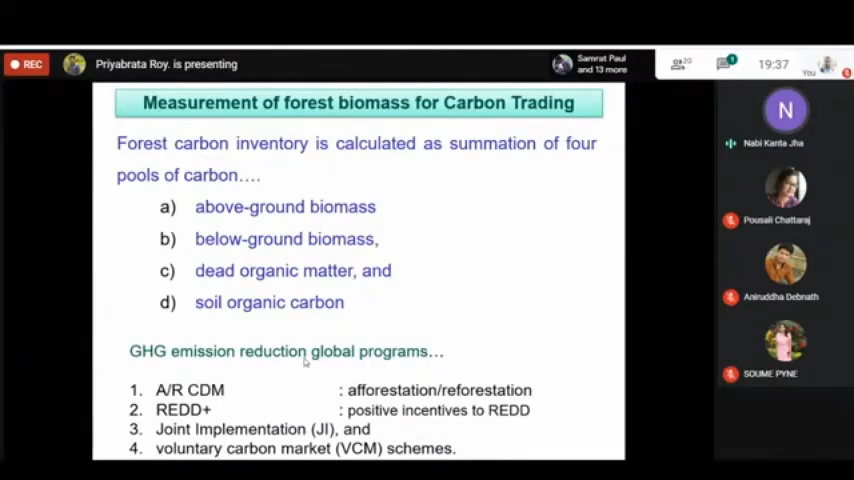 REC
Priyabrata Roy. is presenting
Samrat Paul
and 13 more
20
1
19:37
You
Measurement of forest biomass for Carbon Trading
Forest carbon inventory is calculated as summation of four
pools of carbon....
a) above-ground biomass
b) below-ground biomass,
c) dead organic matter, and
d) soil organic carbon
GHG emission reduction global programs...
1. A/R CDM : afforestation/reforestation
2. REDD+ : positive incentives to REDD
3. Joint Implementation (JI), and
4. voluntary carbon market (VCM) schemes.
N
Nabi Kanta Jha
Pousali Chattaraj
Aniruddha Debnath
SOUME PYNE